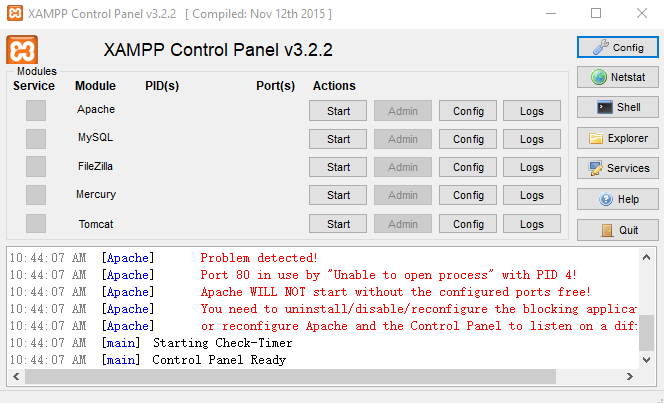 XAMPP Control Panel v3.2.2 [ Compiled: Nov 12th 2015 ]
XAMPP Control Panel v3.2.2
Config
Modules
Service Module PID(s) Port(s) Actions
Netstat
Apache Start Admin Config Logs
Shell
MySQL Start Admin Config Logs
Explorer
FileZilla Start Admin Config Logs
Services
Mercury Start Admin Config Logs
Help
Tomcat Start Admin Config Logs
Quit
10:44:07 AM [Apache] Problem detected!
10:44:07 AM [Apache] Port 80 in use by "Unable to open process" with PID 4!
10:44:07 AM [Apache] Apache WILL NOT start without the configured ports free!
10:44:07 AM [Apache] You need to uninstall/disable/reconfigure the blocking applica
10:44:07 AM [Apache] or reconfigure Apache and the Control Panel to listen on a dif
10:44:07 AM [main] Starting Check-Timer
10:44:07 AM [main] Control Panel Ready